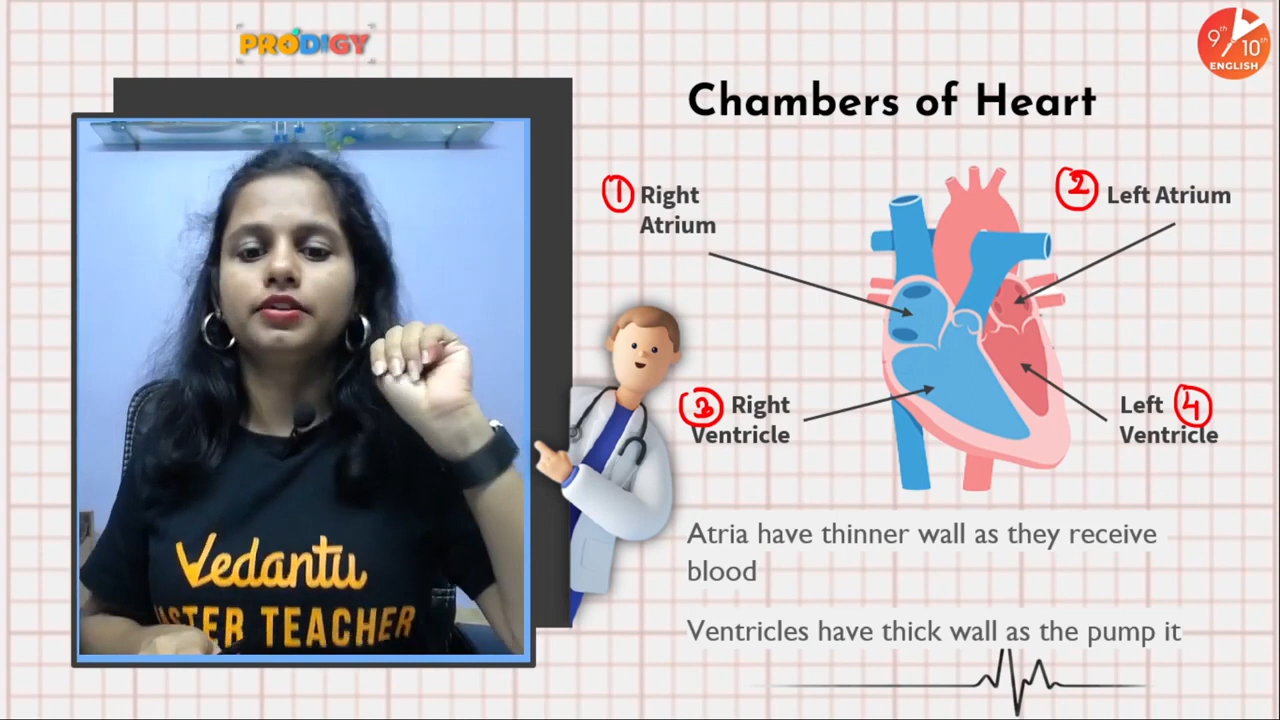 PRODIGY
9th
10th
ENGLISH
Chambers of Heart
1 Right
Atrium
2 Left Atrium
3 Right
Ventricle
Left 4
Ventricle
Atria have thinner wall as they receive
blood
Ventricles have thick wall as the pump it
Vedantu
STER TEACHER